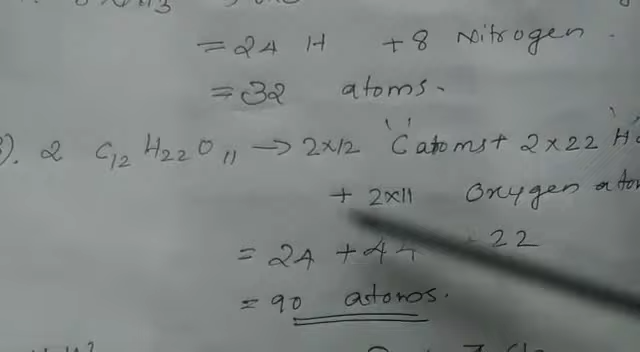 = 24 H + 8 Nitrogen.
= 32 atoms.
2 C12 H22 O11 → 2×12 'C' atoms + 2×22 'H'
+ 2×11 Oxygen atom
= 24 + 44 22
= 90 atoms.